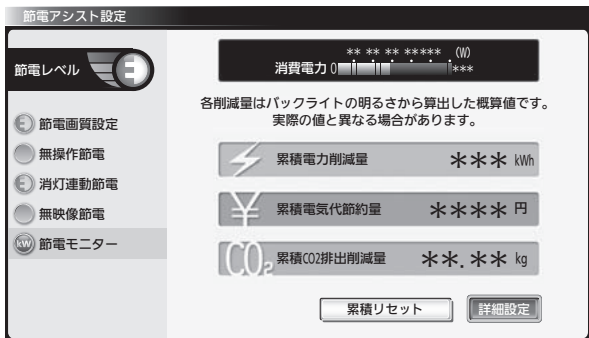 節電アシスト設定
節電レベル
節電画質設定
無操作節電
消灯連動節電
無映像節電
kW 節電モニター
** ** ** ***** (W)
消費電力 0 ***
各削減量はバックライトの明るさから算出した概算値です。
実際の値と異なる場合があります。
累積電力削減量 *** kWh
¥ 累積電気代節約量 **** 円
CO2 累積CO2排出削減量 **.** kg
累積リセット 詳細設定